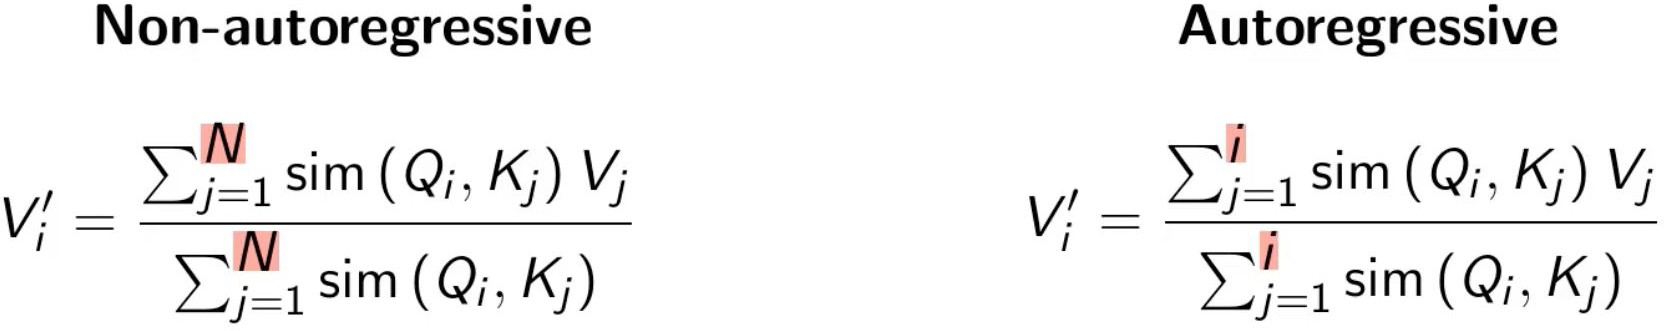 Non-autoregressive
V'_i = \frac{\sum_{j=1}^{N} sim (Q_i, K_j) V_j}{\sum_{j=1}^{N} sim (Q_i, K_j)}
Autoregressive
V'_i = \frac{\sum_{j=1}^{i} sim (Q_i, K_j) V_j}{\sum_{j=1}^{i} sim (Q_i, K_j)}